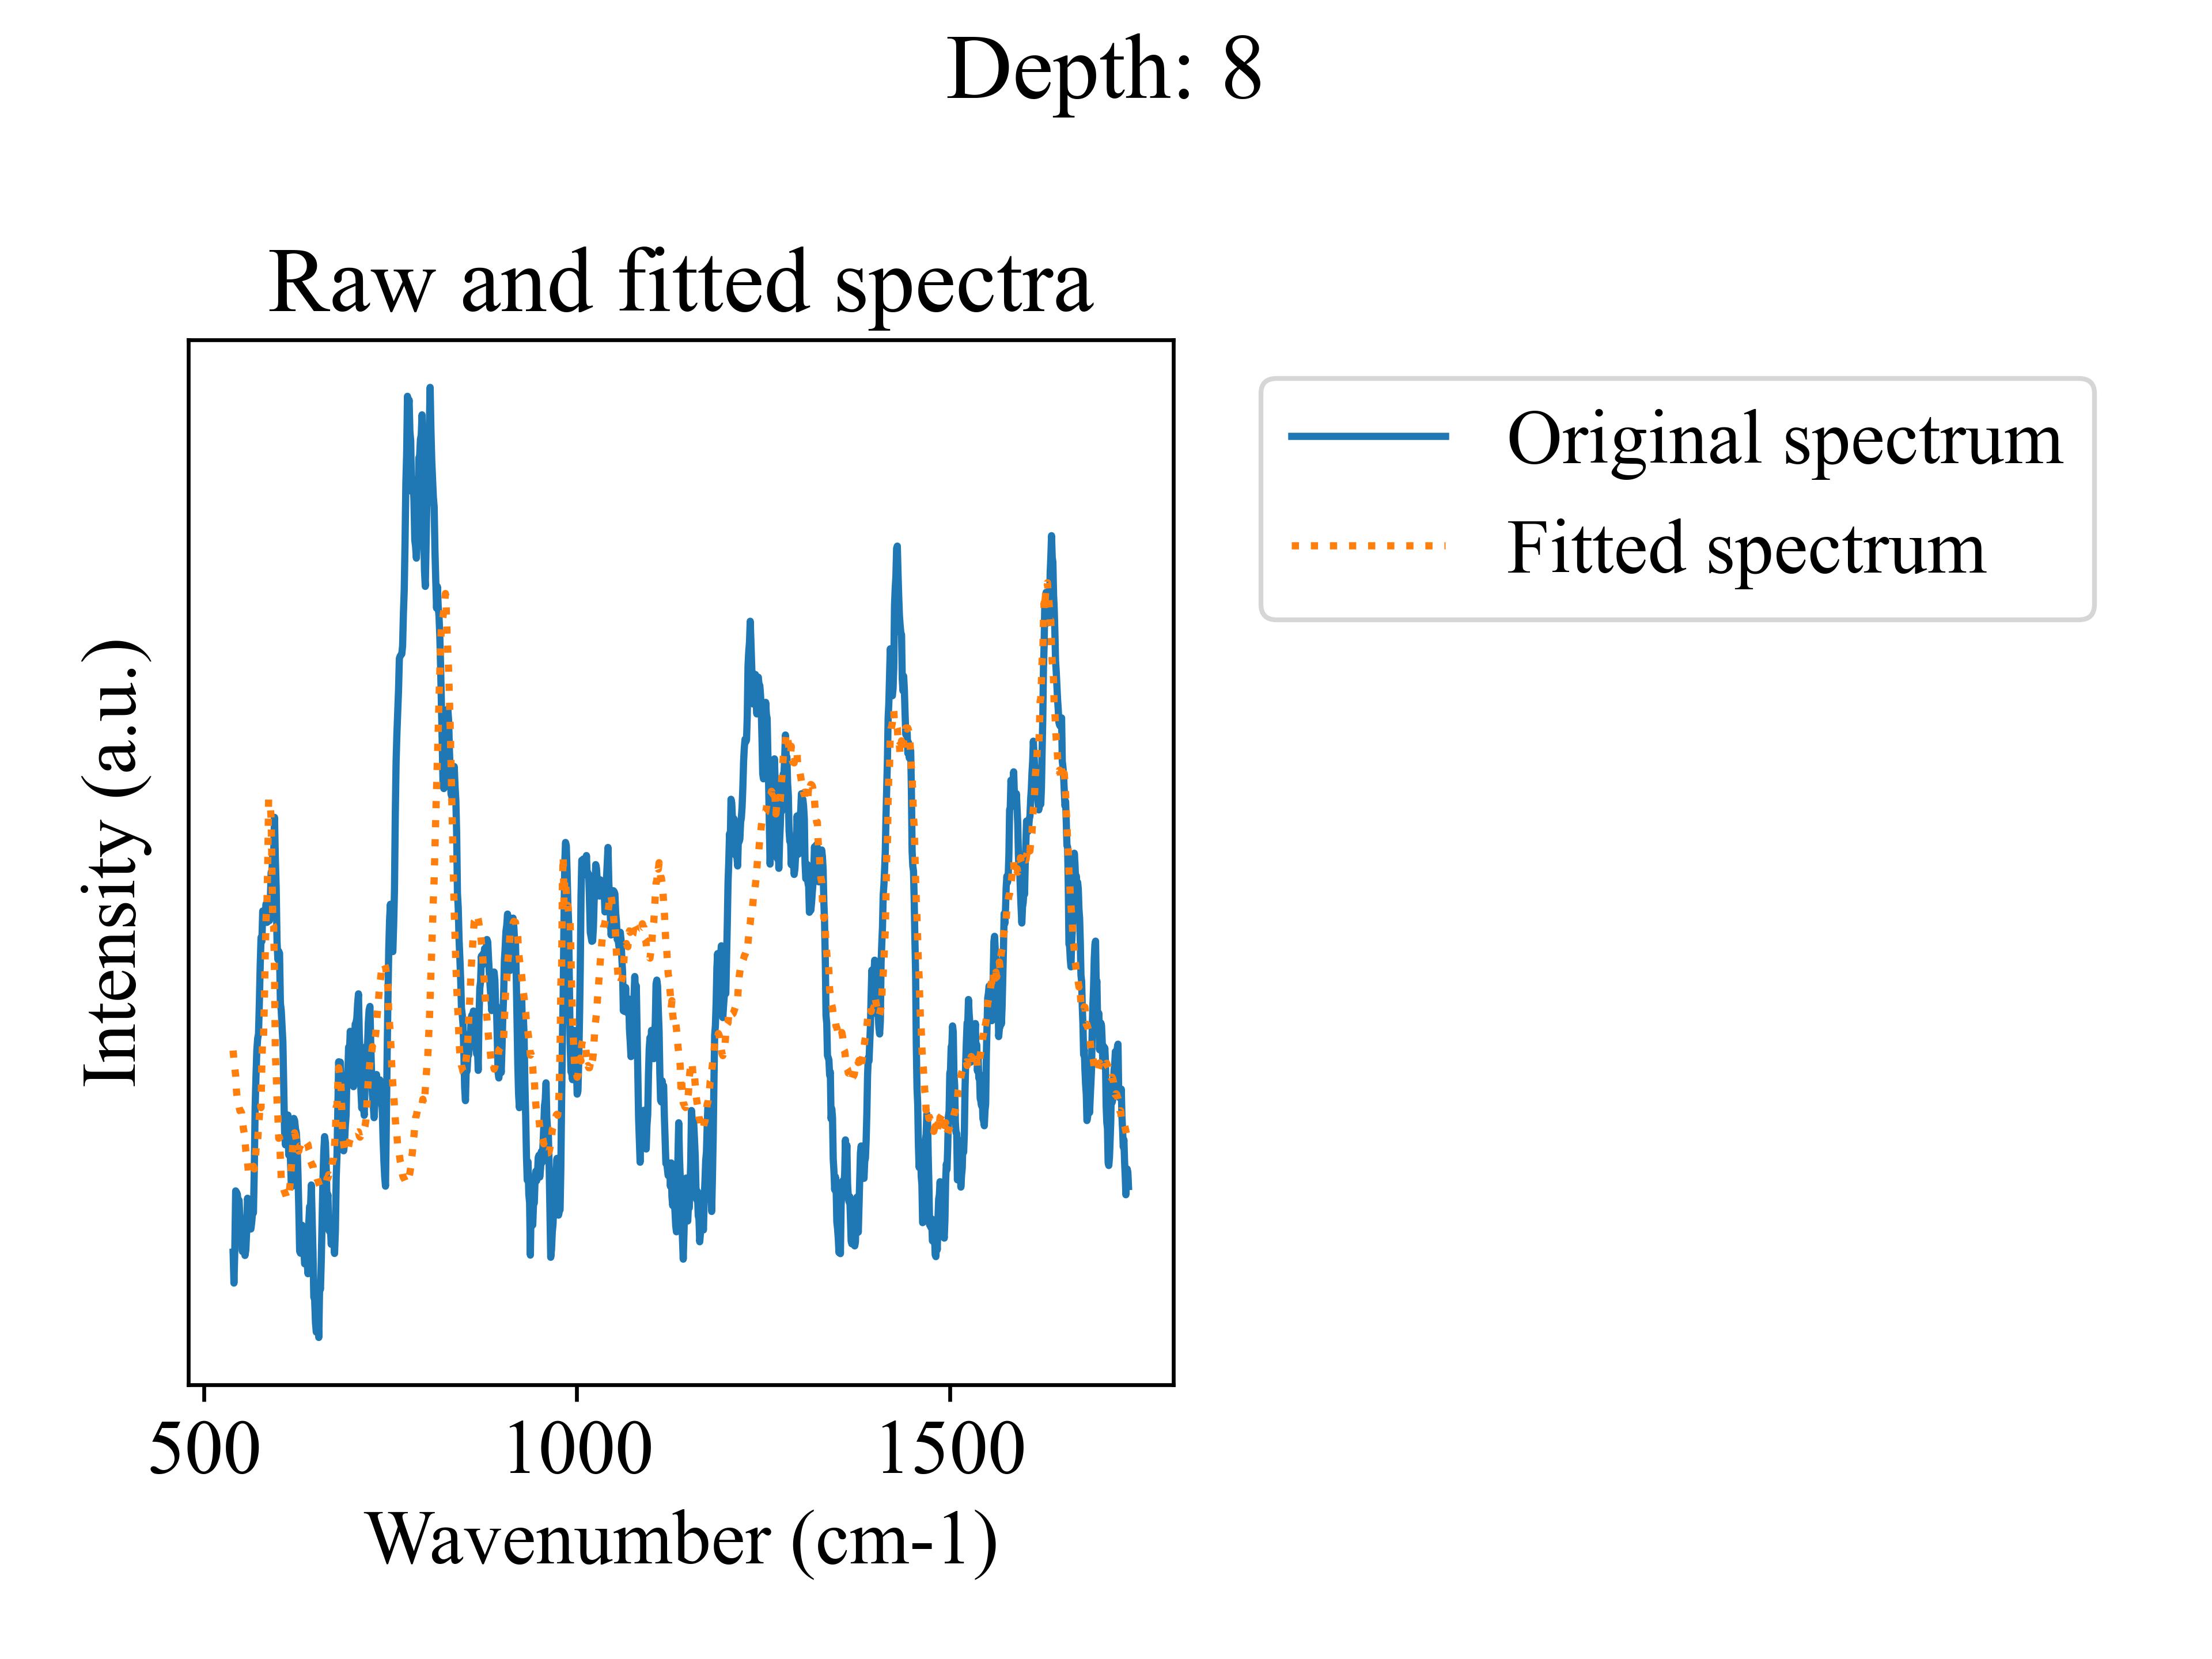 Depth: 8
Raw and fitted spectra
Original spectrum
Fitted spectrum
Intensity (a.u.)
500 1000 1500
Wavenumber (cm-1)